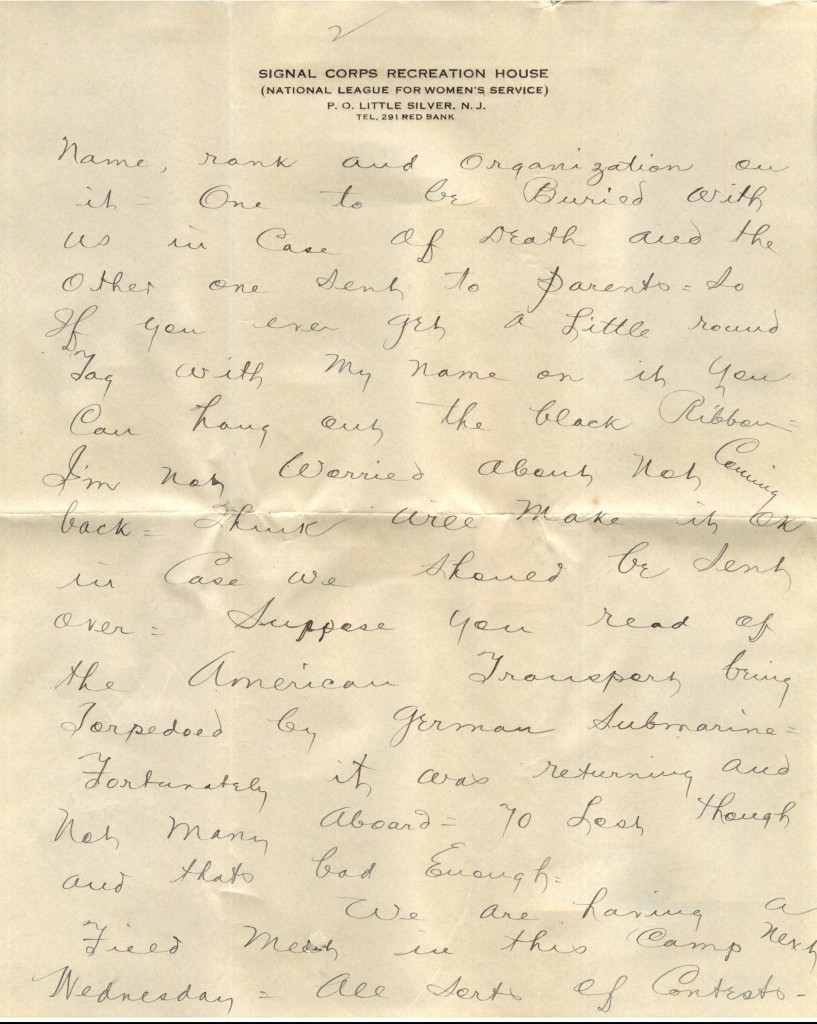 2
SIGNAL CORPS RECREATION HOUSE
(NATIONAL LEAGUE FOR WOMEN'S SERVICE)
P. O. LITTLE SILVER, N. J.
TEL. 291 RED BANK
Name, rank and Organization on
it = One to be Buried with
us in Case Of Death and the
Other one sent to parents = So
If you ever get a Little round
Tag with My name on it You
Can hang out the black Ribbon =
I'm not Worried About not Coming
back = Think will Make it OK
in Case we should be Sent
over = Suppose you read of
the American Transport being
Torpedoed by German Submarine =
Fortunately it was returning and
Not Many Aboard = 70 Lost though
and thats bad Enough =
We are having a
Field Meet in this Camp next
Wednesday = All Sorts of Contests -